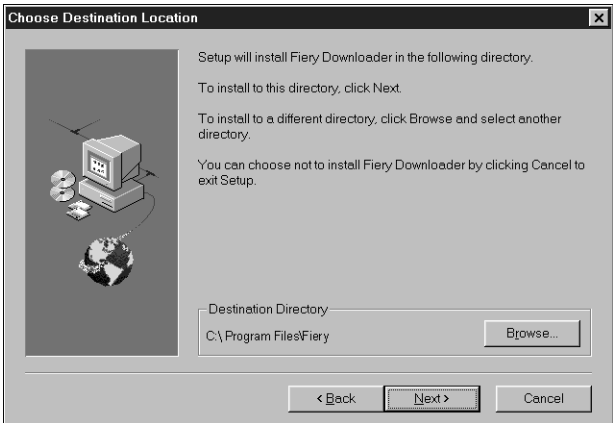 Choose Destination Location
Setup will install Fiery Downloader in the following directory.
To install to this directory, click Next.
To install to a different directory, click Browse and select another
directory.
You can choose not to install Fiery Downloader by clicking Cancel to
exit Setup.
Destination Directory
C:\ Program Files\Fiery
Browse...
< Back
Next >
Cancel